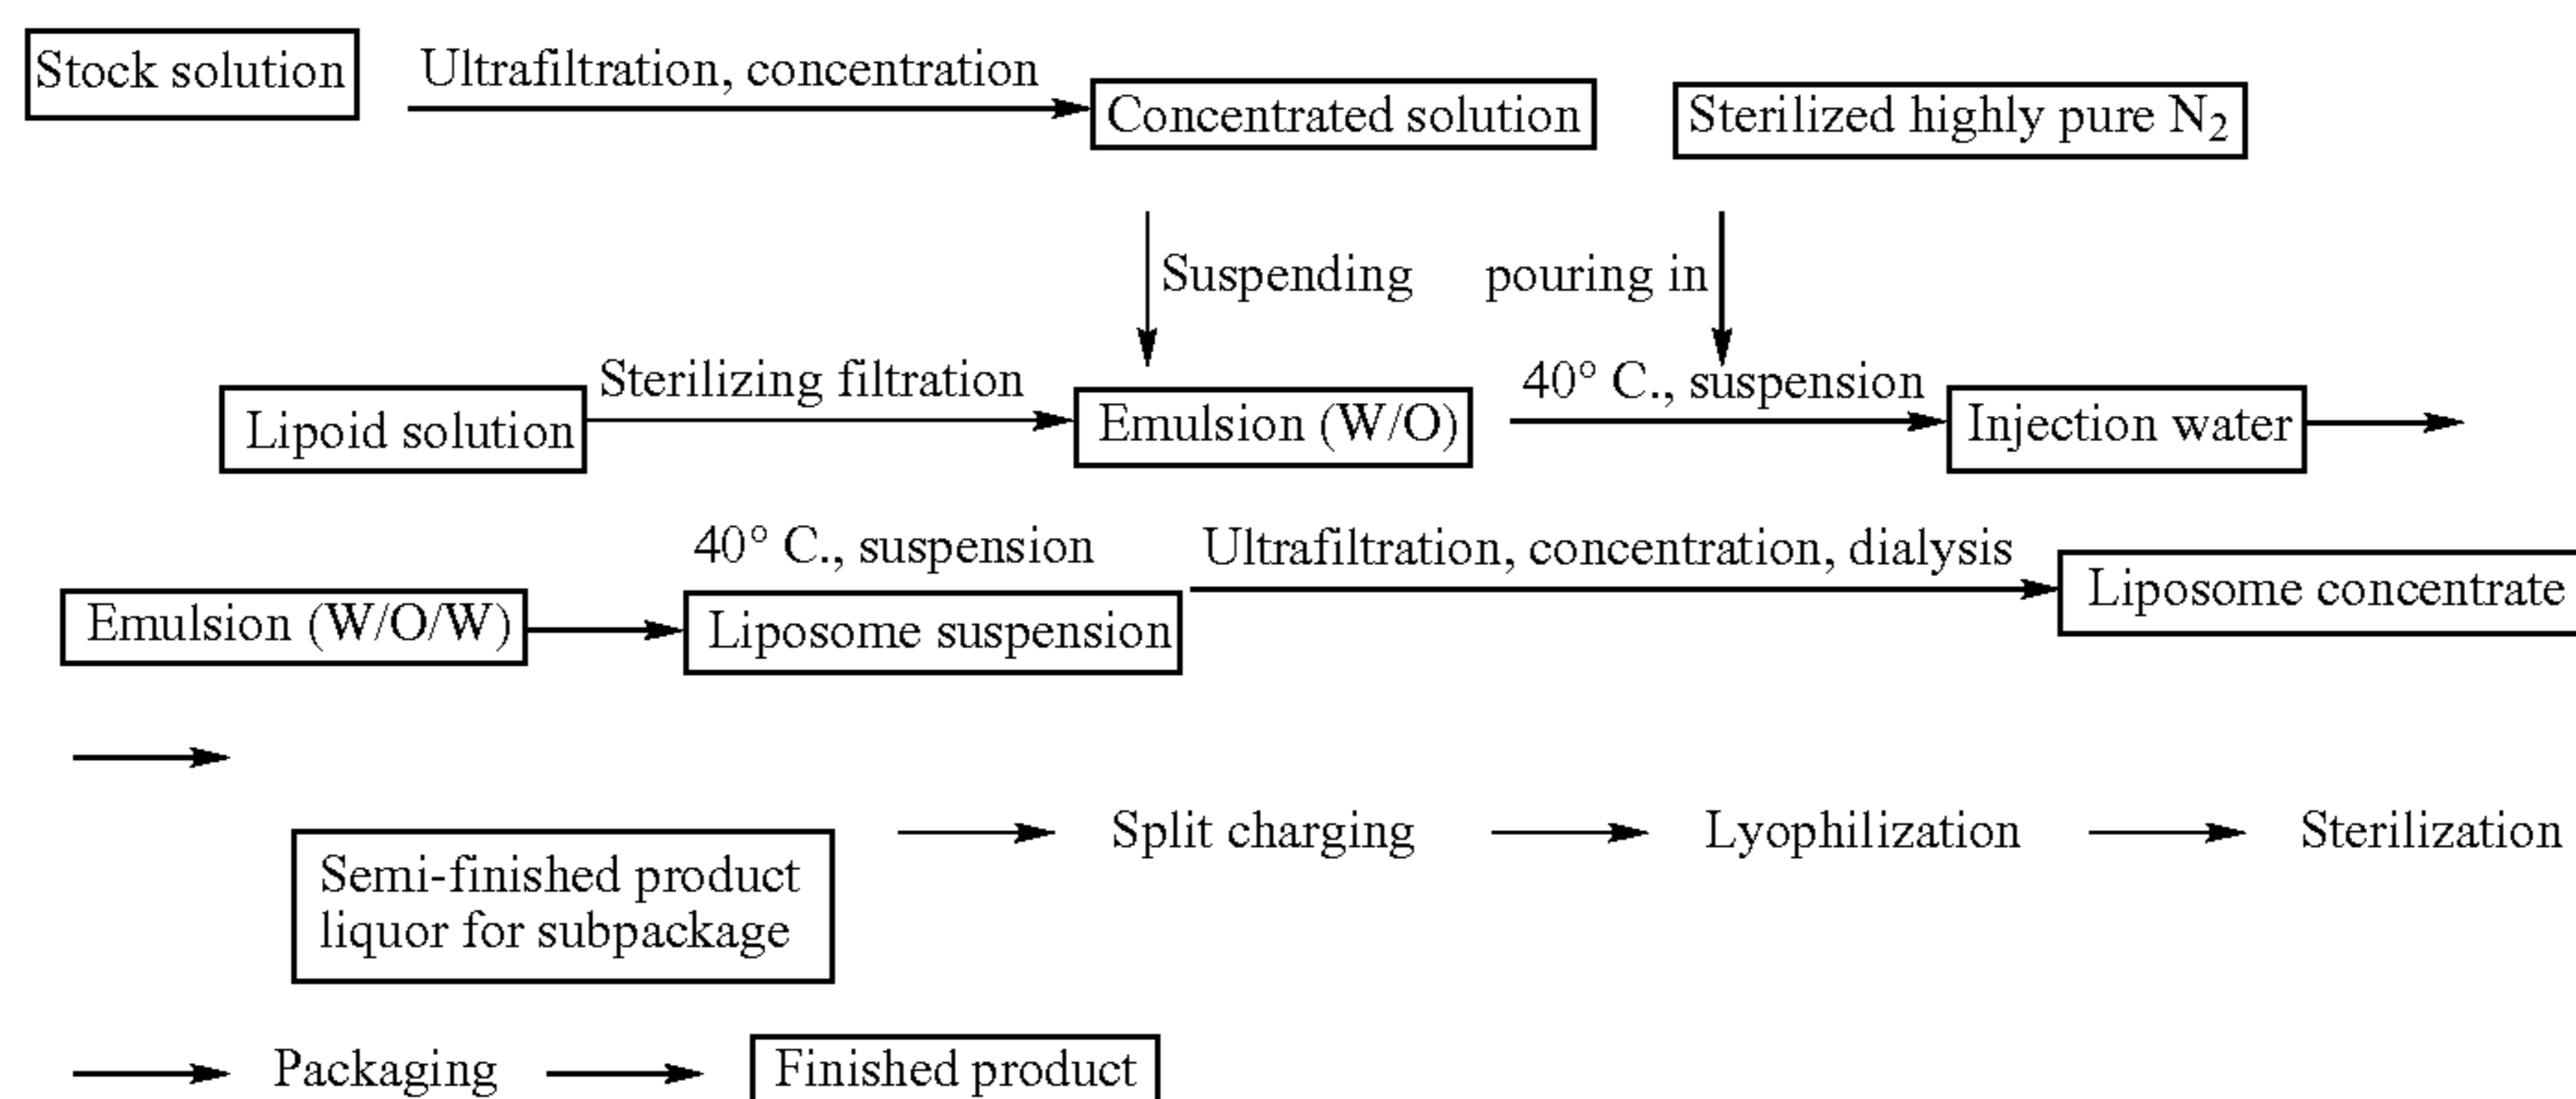 Stock solution
Ultrafiltration, concentration
Concentrated solution
Sterilized highly pure N₂
Suspending
pouring in
Lipoid solution
Sterilizing filtration
Emulsion (W/O)
40° C., suspension
Injection water
Emulsion (W/O/W)
40° C., suspension
Liposome suspension
Ultrafiltration, concentration, dialysis
Liposome concentrate
Semi-finished product
liquor for subpackage
Split charging
Lyophilization
Sterilization
Packaging
Finished product